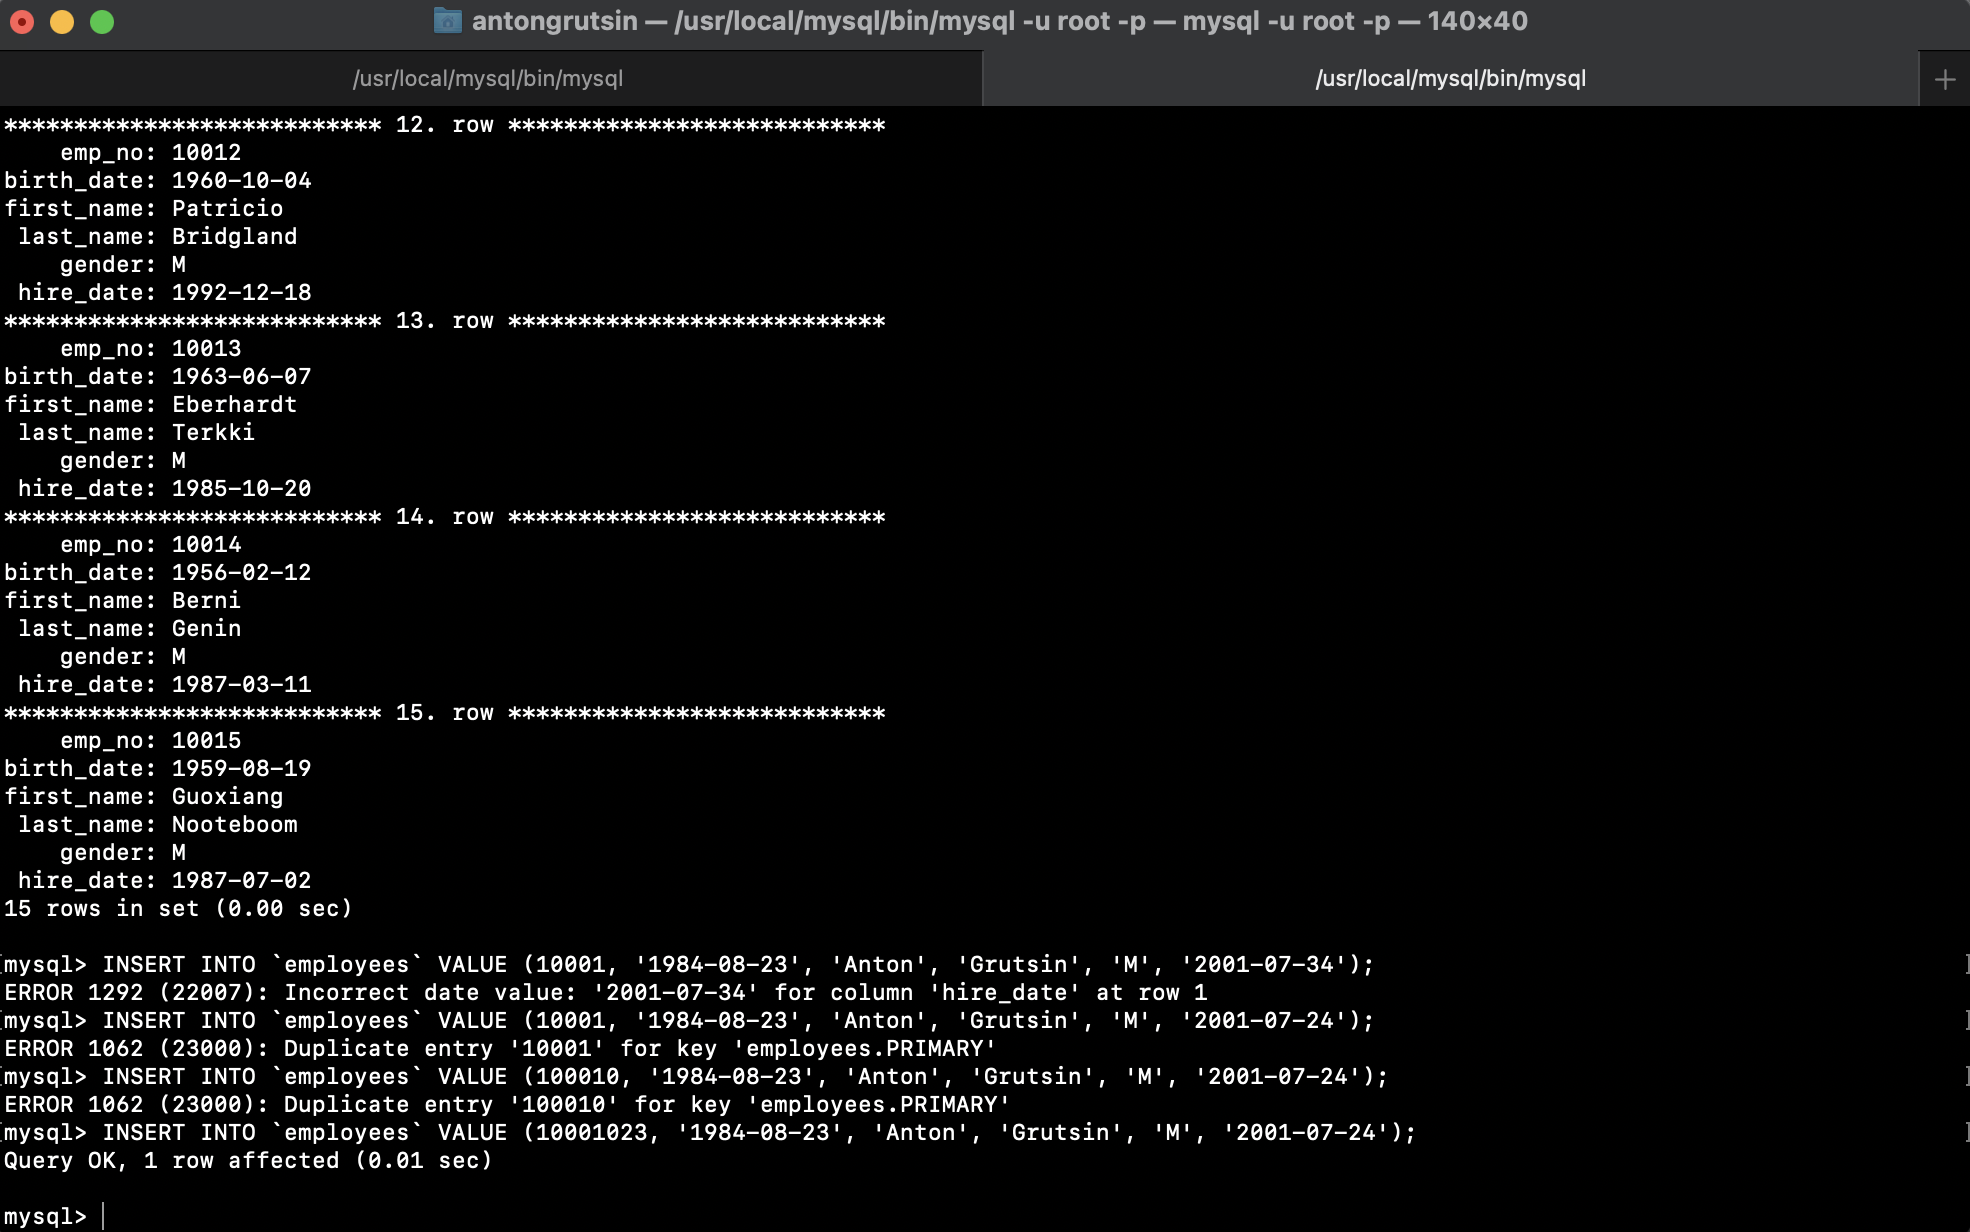 antongrutsin — /usr/local/mysql/bin/mysql -u root -p — mysql -u root -p — 140×40
/usr/local/mysql/bin/mysql
/usr/local/mysql/bin/mysql
*************************** 12. row ***************************
    emp_no: 10012
birth_date: 1960-10-04
first_name: Patricio
 last_name: Bridgland
    gender: M
 hire_date: 1992-12-18
*************************** 13. row ***************************
    emp_no: 10013
birth_date: 1963-06-07
first_name: Eberhardt
 last_name: Terkki
    gender: M
 hire_date: 1985-10-20
*************************** 14. row ***************************
    emp_no: 10014
birth_date: 1956-02-12
first_name: Berni
 last_name: Genin
    gender: M
 hire_date: 1987-03-11
*************************** 15. row ***************************
    emp_no: 10015
birth_date: 1959-08-19
first_name: Guoxiang
 last_name: Nooteboom
    gender: M
 hire_date: 1987-07-02
15 rows in set (0.00 sec)
mysql> INSERT INTO `employees` VALUE (10001, '1984-08-23', 'Anton', 'Grutsin', 'M', '2001-07-34');
ERROR 1292 (22007): Incorrect date value: '2001-07-34' for column 'hire_date' at row 1
mysql> INSERT INTO `employees` VALUE (10001, '1984-08-23', 'Anton', 'Grutsin', 'M', '2001-07-24');
ERROR 1062 (23000): Duplicate entry '10001' for key 'employees.PRIMARY'
mysql> INSERT INTO `employees` VALUE (100010, '1984-08-23', 'Anton', 'Grutsin', 'M', '2001-07-24');
ERROR 1062 (23000): Duplicate entry '100010' for key 'employees.PRIMARY'
mysql> INSERT INTO `employees` VALUE (10001023, '1984-08-23', 'Anton', 'Grutsin', 'M', '2001-07-24');
Query OK, 1 row affected (0.01 sec)
mysql>